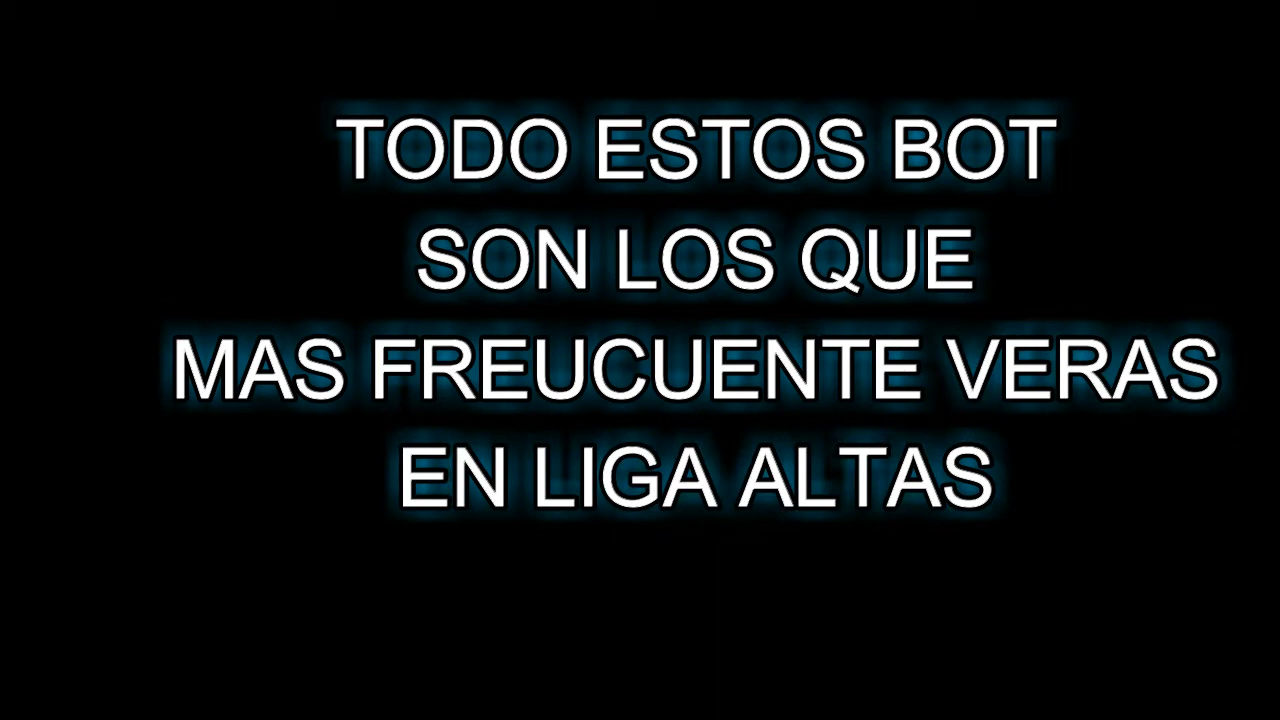 TODO ESTOS BOT
SON LOS QUE
MAS FREUCUENTE VERAS
EN LIGA ALTAS